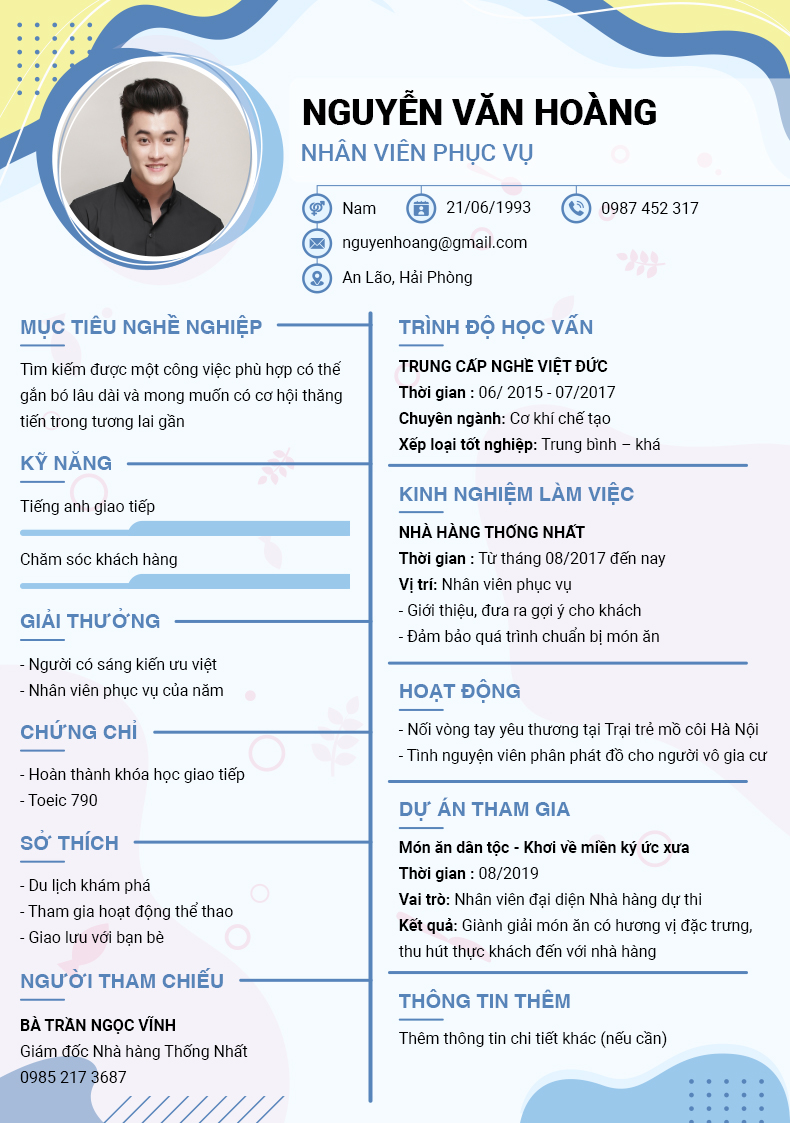 NGUYỄN VĂN HOÀNG
NHÂN VIÊN PHỤC VỤ
Nam
21/06/1993
0987 452 317
nguyenhoang@gmail.com
An Lão, Hải Phòng
MỤC TIÊU NGHỀ NGHIỆP
Tìm kiếm được một công việc phù hợp có thể
gắn bó lâu dài và mong muốn có cơ hội thăng
tiến trong tương lai gần
KỸ NĂNG
Tiếng anh giao tiếp
Chăm sóc khách hàng
GIẢI THƯỞNG
- Người có sáng kiến ưu việt
- Nhân viên phục vụ của năm
CHỨNG CHỈ
- Hoàn thành khóa học giao tiếp
- Toeic 790
SỞ THÍCH
- Du lịch khám phá
- Tham gia hoạt động thể thao
- Giao lưu với bạn bè
NGƯỜI THAM CHIẾU
BÀ TRẦN NGỌC VĨNH
Giám đốc Nhà hàng Thống Nhất
0985 217 3687
TRÌNH ĐỘ HỌC VẤN
TRUNG CẤP NGHỀ VIỆT ĐỨC
Thời gian : 06/ 2015 - 07/2017
Chuyên ngành: Cơ khí chế tạo
Xếp loại tốt nghiệp: Trung bình – khá
KINH NGHIỆM LÀM VIỆC
NHÀ HÀNG THỐNG NHẤT
Thời gian : Từ tháng 08/2017 đến nay
Vị trí: Nhân viên phục vụ
- Giới thiệu, đưa ra gợi ý cho khách
- Đảm bảo quá trình chuẩn bị món ăn
HOẠT ĐỘNG
- Nối vòng tay yêu thương tại Trại trẻ mồ côi Hà Nội
- Tình nguyện viên phân phát đồ cho người vô gia cư
DỰ ÁN THAM GIA
Món ăn dân tộc - Khơi về miền ký ức xưa
Thời gian : 08/2019
Vai trò: Nhân viên đại diện Nhà hàng dự thi
Kết quả: Giành giải món ăn có hương vị đặc trưng,
thu hút thực khách đến với nhà hàng
THÔNG TIN THÊM
Thêm thông tin chi tiết khác (nếu cần)